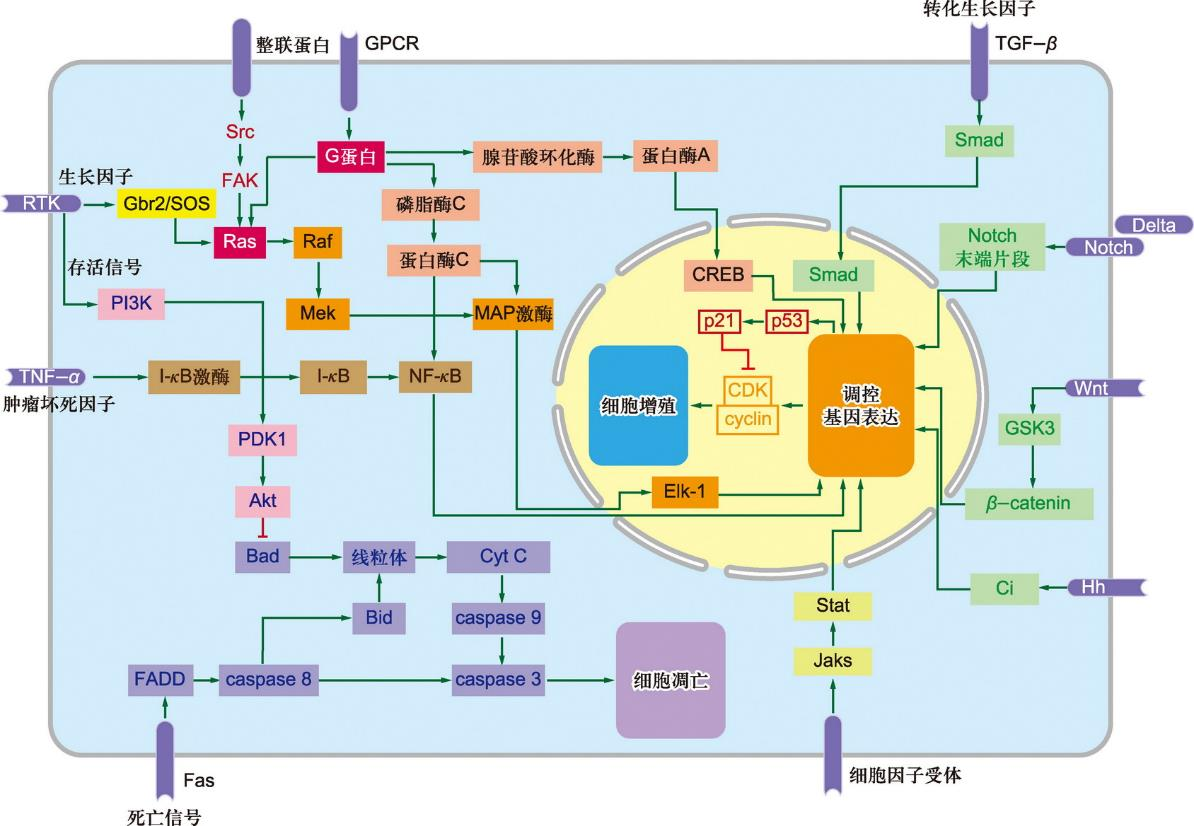 转化生长因子
整联蛋白
GPCR
TGF–β
Src
Smad
G蛋白
腺苷酸环化酶
蛋白酶A
生长因子
FAK
RTK
Gbr2/SOS
磷脂酶C
Delta
Ras
Raf
Notch
末端片段
Notch
存活信号
蛋白酶C
CREB
Smad
PI3K
Mek
MAP激酶
p21
p53
TNF–α
I-κB激酶
I-κB
NF-κB
CDK
cyclin
细胞增殖
调控
基因表达
Wnt
肿瘤坏死因子
GSK3
PDK1
Akt
Elk-1
β–catenin
Bad
线粒体
Cyt C
Ci
Hh
Bid
caspase 9
Stat
FADD
caspase 8
caspase 3
细胞凋亡
Jaks
Fas
死亡信号
细胞因子受体